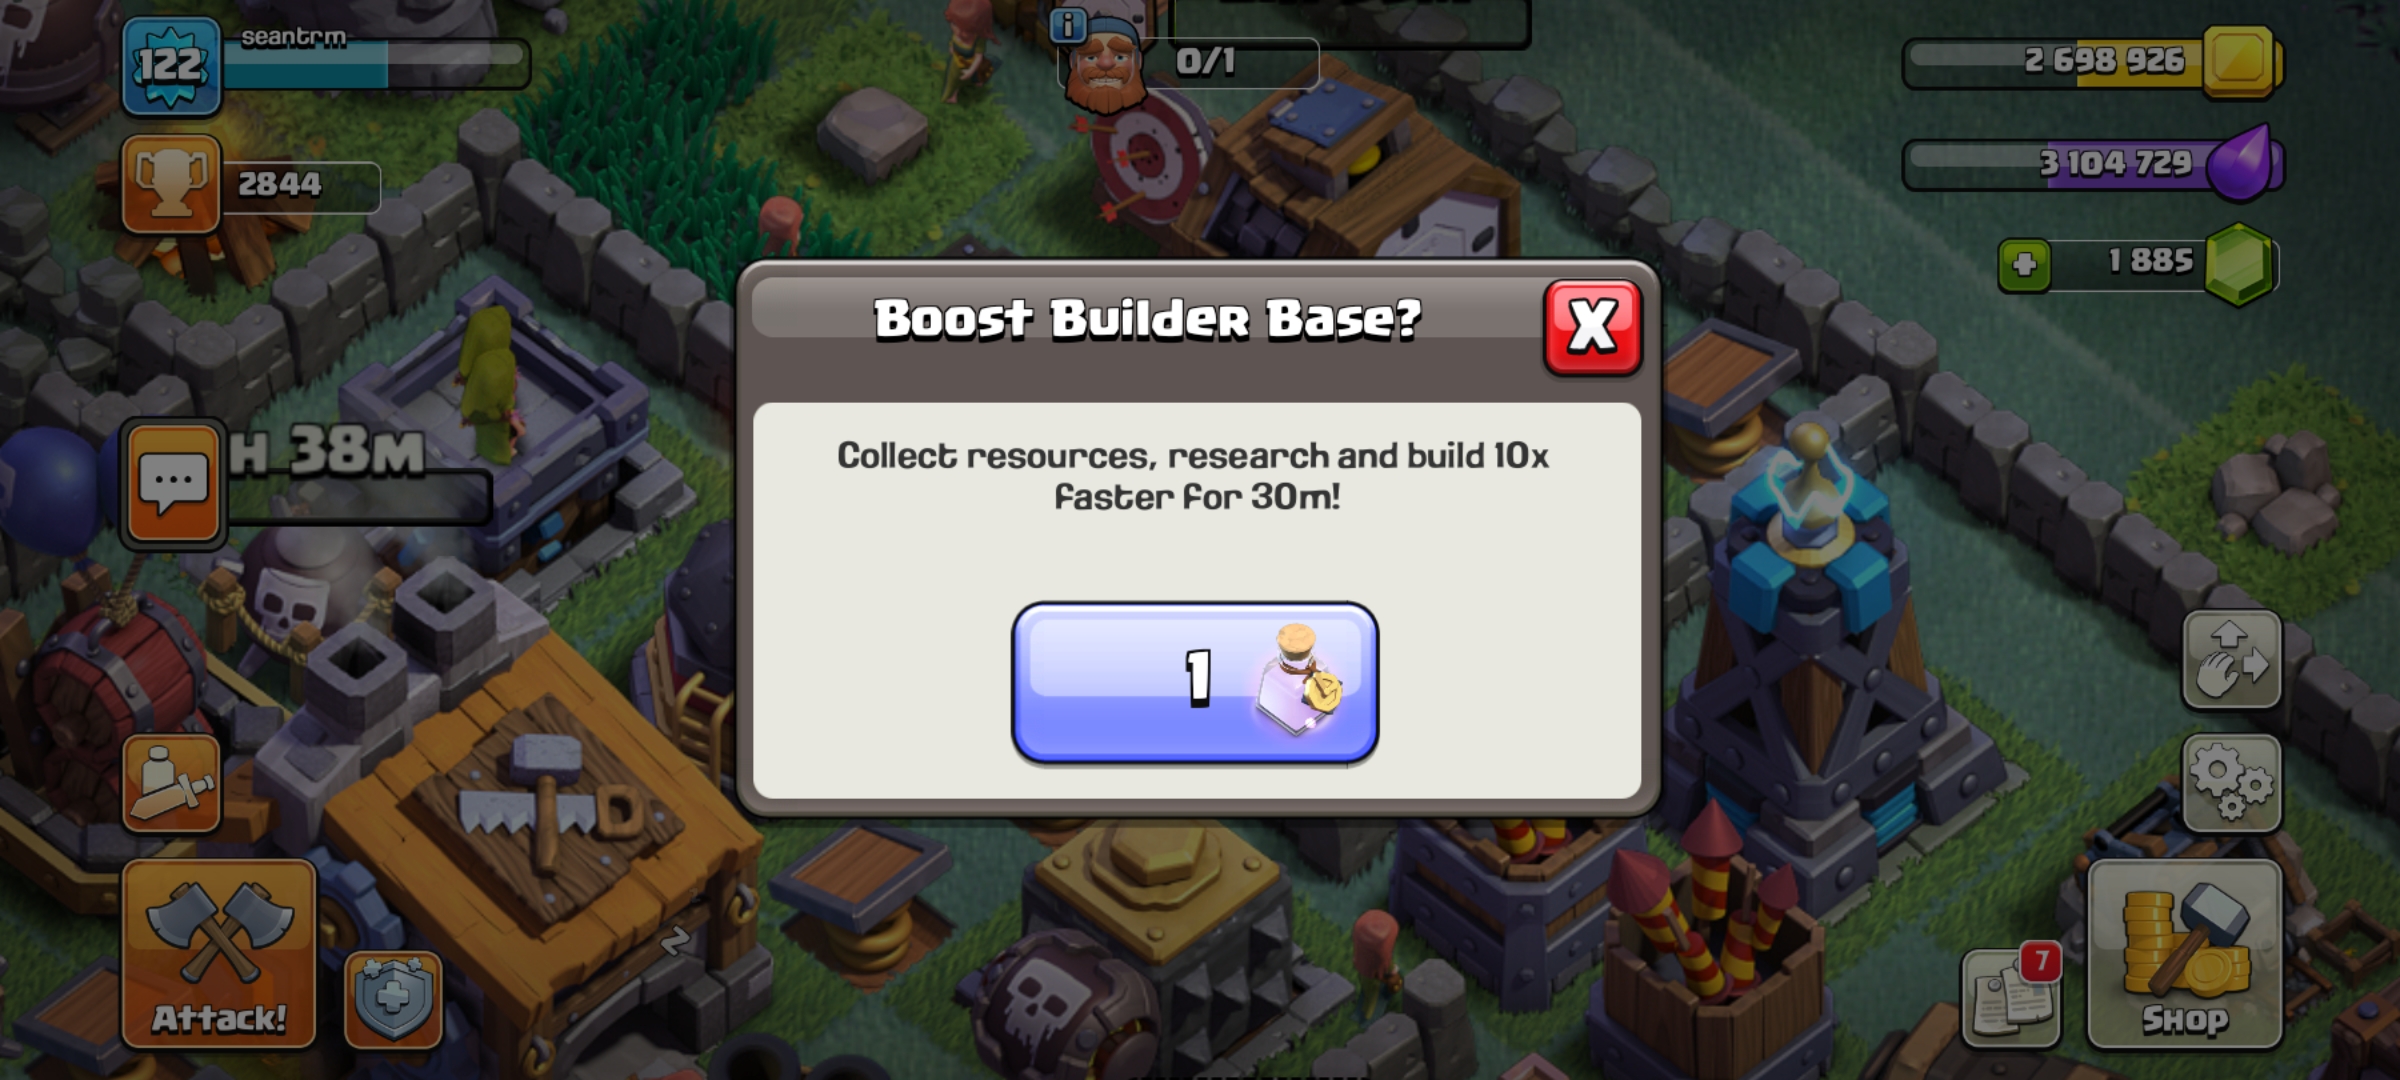 122
seantrm
0/1
2 698 926
2844
3 104 729
1 885
Boost Builder Base?
X
H 38M
Collect resources, research and build 10x
faster for 30m!
1
Z
7
Attack!
Shop